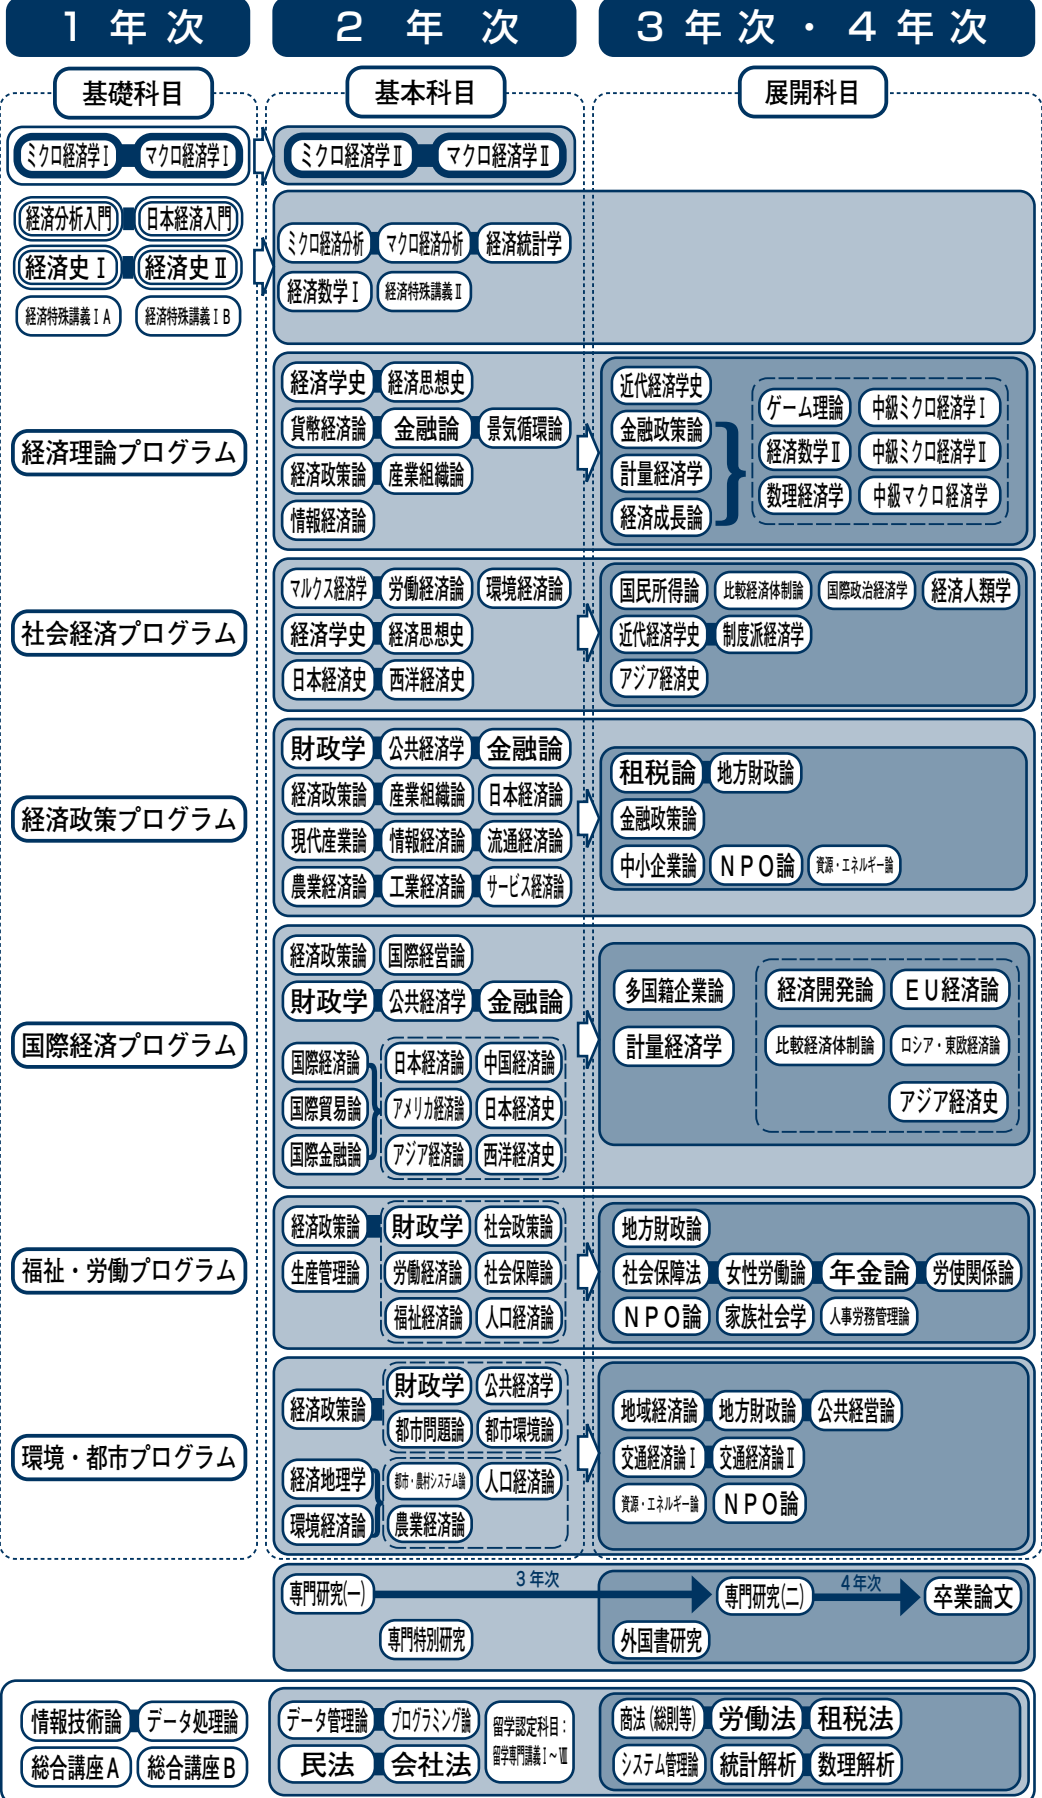 1年次 2年次 3年次・4年次
基礎科目 基本科目 展開科目
ミクロ経済学Ⅰ マクロ経済学Ⅰ ミクロ経済学Ⅱ マクロ経済学Ⅱ
経済分析入門 日本経済入門
経済史Ⅰ 経済史Ⅱ
経済特殊講義ⅠA 経済特殊講義ⅠB
ミクロ経済分析 マクロ経済分析 経済統計学
経済数学Ⅰ 経済特殊講義Ⅱ
経済理論プログラム
経済学史 経済思想史
貨幣経済論 金融論 景気循環論
経済政策論 産業組織論
情報経済論
近代経済学史
金融政策論
計量経済学
経済成長論
ゲーム理論 中級ミクロ経済学Ⅰ
経済数学Ⅱ 中級ミクロ経済学Ⅱ
数理経済学 中級マクロ経済学
社会経済プログラム
マルクス経済学 労働経済論 環境経済論
経済学史 経済思想史
日本経済史 西洋経済史
国民所得論 比較経済体制論 国際政治経済学 経済人類学
近代経済学史 制度派経済学
アジア経済史
経済政策プログラム
財政学 公共経済学 金融論
経済政策論 産業組織論 日本経済論
現代産業論 情報経済論 流通経済論
農業経済論 工業経済論 サービス経済論
租税論 地方財政論
金融政策論
中小企業論 NPO論 資源・エネルギー論
国際経済プログラム
経済政策論 国際経営論
財政学 公共経済学 金融論
国際経済論 日本経済論 中国経済論
国際貿易論 アメリカ経済論 日本経済史
国際金融論 アジア経済論 西洋経済史
多国籍企業論 経済開発論 EU経済論
計量経済学 比較経済体制論 ロシア・東欧経済論
アジア経済史
福祉・労働プログラム
経済政策論 財政学 社会政策論
生産管理論 労働経済論 社会保障論
福祉経済論 人口経済論
地方財政論
社会保障法 女性労働論 年金論 労使関係論
NPO論 家族社会学 人事労務管理論
環境・都市プログラム
経済政策論 財政学 公共経済学
都市問題論 都市環境論
経済地理学 都市・農村システム論 人口経済論
環境経済論 農業経済論
地域経済論 地方財政論 公共経営論
交通経済論Ⅰ 交通経済論Ⅱ
資源・エネルギー論 NPO論
専門研究(一) 3年次 専門研究(二) 4年次 卒業論文
専門特別研究 外国書研究
情報技術論 データ処理論
総合講座A 総合講座B
データ管理論 プログラミング論 留学認定科目：
民法 会社法 留学専門講義Ⅰ～Ⅷ
商法(総則等) 労働法 租税法
システム管理論 統計解析 数理解析